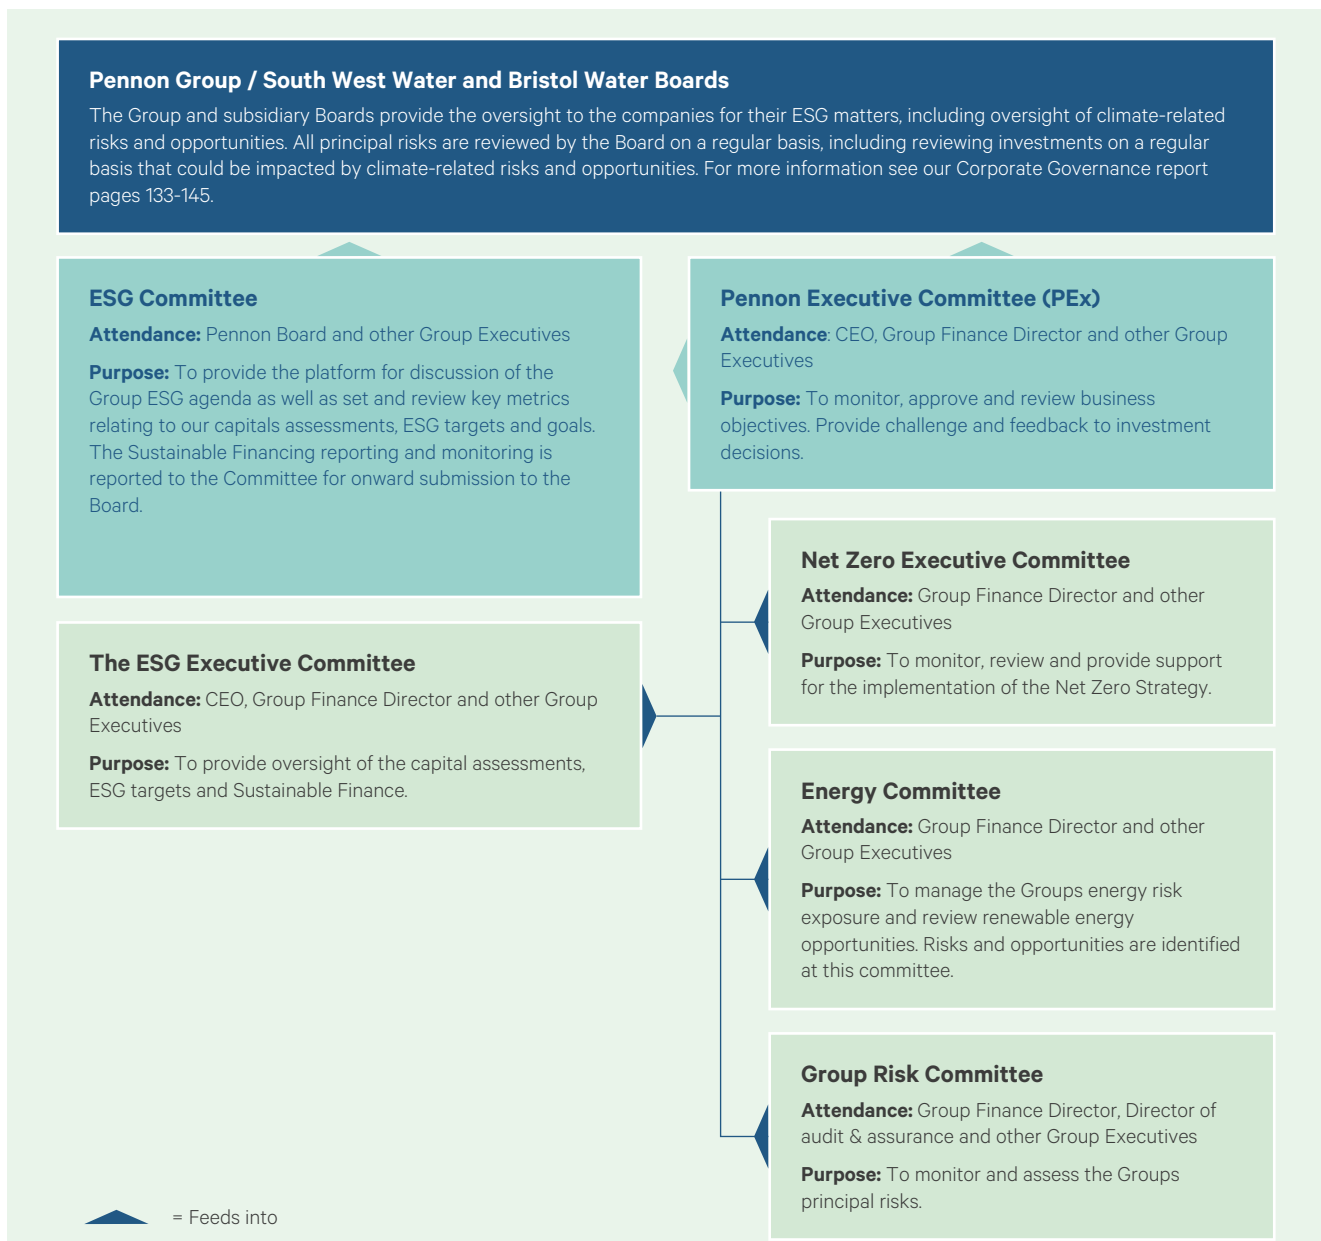 Pennon Group / South West Water and Bristol Water Boards
The Group and subsidiary Boards provide the oversight to the companies for their ESG matters, including oversight of climate-related
risks and opportunities. All principal risks are reviewed by the Board on a regular basis, including reviewing investments on a regular
basis that could be impacted by climate-related risks and opportunities. For more information see our Corporate Governance report
pages 133-145.
ESG Committee
Attendance: Pennon Board and other Group Executives
Purpose: To provide the platform for discussion of the
Group ESG agenda as well as set and review key metrics
relating to our capitals assessments, ESG targets and goals.
The Sustainable Financing reporting and monitoring is
reported to the Committee for onward submission to the
Board.
Pennon Executive Committee (PEx)
Attendance: CEO, Group Finance Director and other Group
Executives
Purpose: To monitor, approve and review business
objectives. Provide challenge and feedback to investment
decisions.
The ESG Executive Committee
Attendance: CEO, Group Finance Director and other Group
Executives
Purpose: To provide oversight of the capital assessments,
ESG targets and Sustainable Finance.
Net Zero Executive Committee
Attendance: Group Finance Director and other
Group Executives
Purpose: To monitor, review and provide support
for the implementation of the Net Zero Strategy.
Energy Committee
Attendance: Group Finance Director and other
Group Executives
Purpose: To manage the Groups energy risk
exposure and review renewable energy
opportunities. Risks and opportunities are identified
at this committee.
Group Risk Committee
Attendance: Group Finance Director, Director of
audit & assurance and other Group Executives
Purpose: To monitor and assess the Groups
principal risks.
= Feeds into